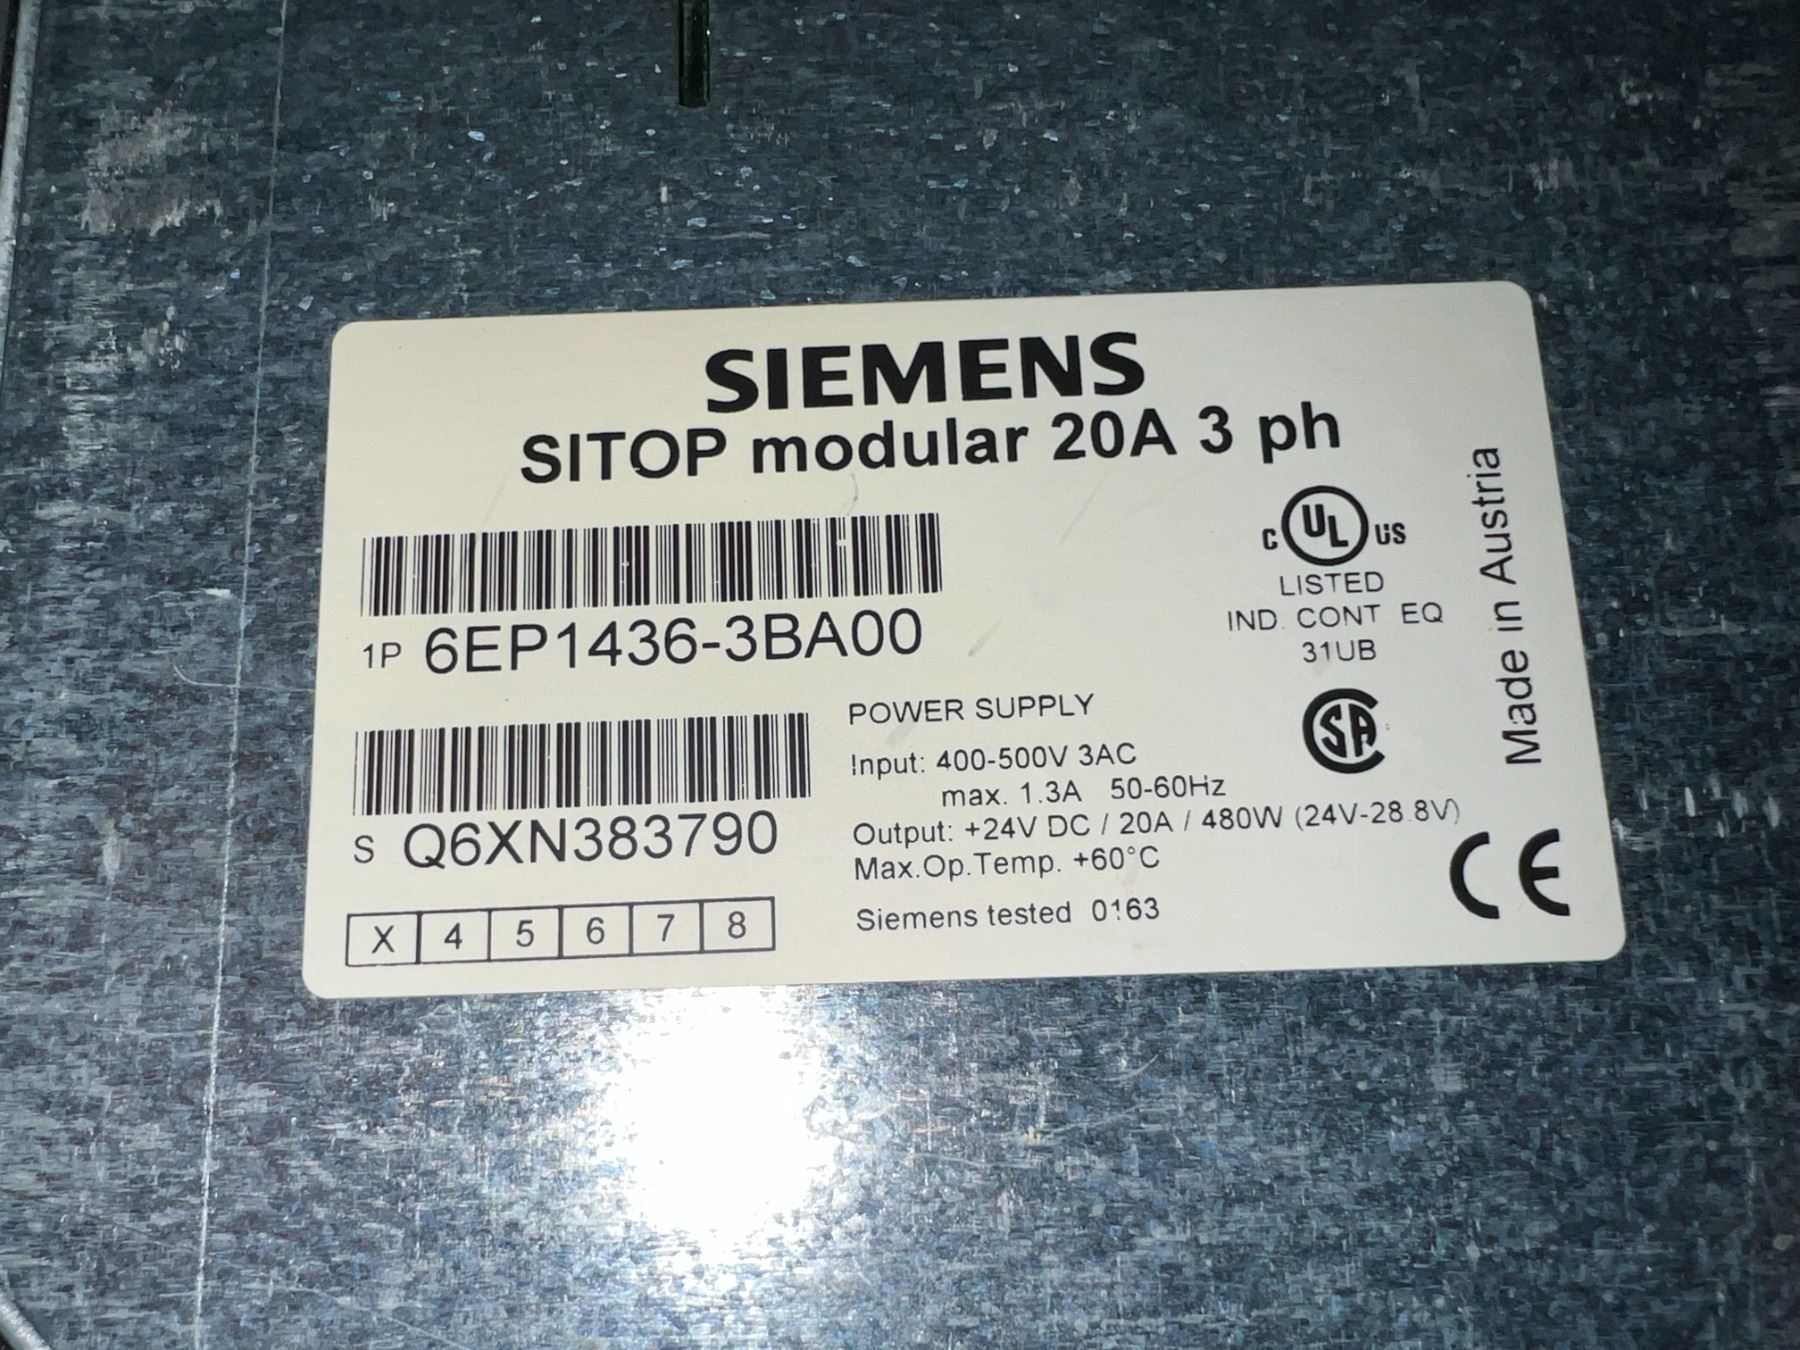 SIEMENS
SITOP modular 20A 3 ph
1P 6EP1436-3BA00
S Q6XN383790
X 4 5 6 7 8
POWER SUPPLY
Input: 400-500V 3AC
max. 1.3A 50-60Hz
Output: +24V DC / 20A / 480W (24V-28.8V)
Max.Op.Temp. +60°C
Siemens tested 0163
C UL US
LISTED
IND. CONT EQ
31UB
SA
CE
Made in Austria